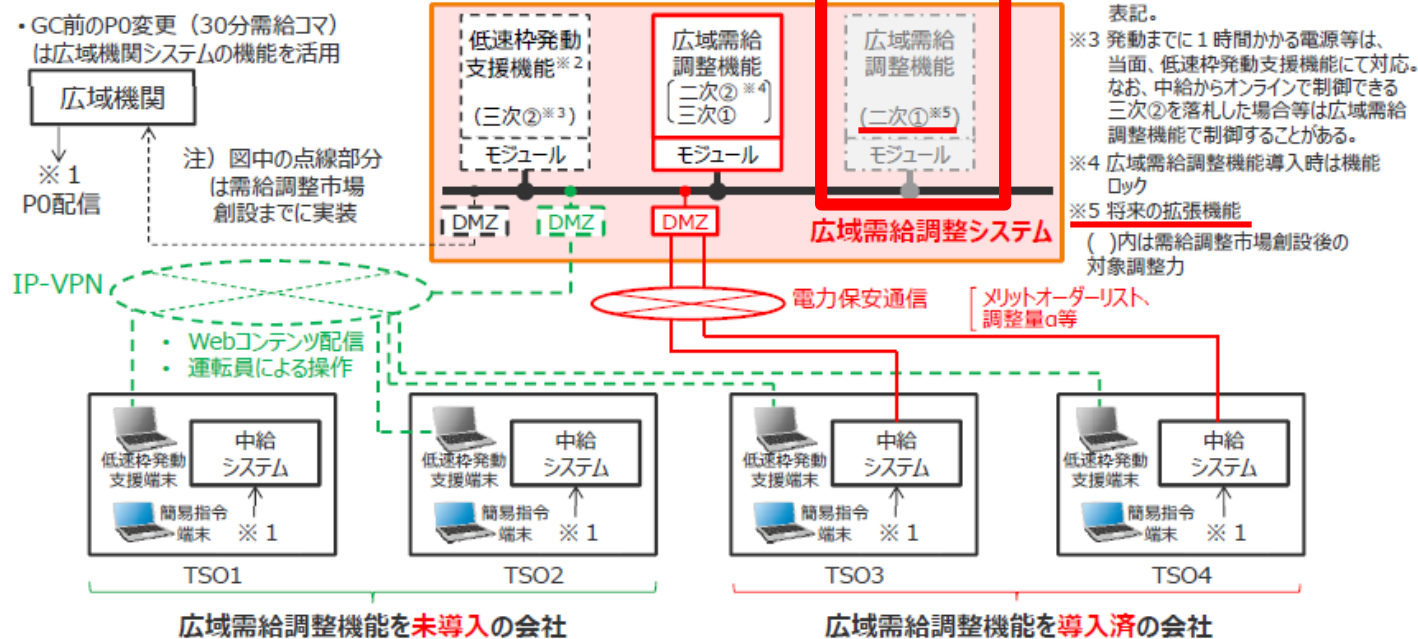 ・GC前のP0変更（30分需給コマ）
は広域機関システムの機能を活用
広域機関
※１
P0配信
注）図中の点線部分
は需給調整市場
創設までに実装
低速枠発動
支援機能※2
(三次②※3)
モジュール
広域需給
調整機能
二次②※4
三次①
モジュール
広域需給
調整機能
(二次①※5)
モジュール
DMZ
DMZ
DMZ
広域需給調整システム
表記。
※3 発動までに１時間かかる電源等は、
当面、低速枠発動支援機能にて対応。
なお、中給からオンラインで制御できる
三次②を落札した場合等は広域需給
調整機能で制御することがある。
※4 広域需給調整機能導入時は機能
ロック
※5 将来の拡張機能
( )内は需給調整市場創設後の
対象調整力
IP-VPN
電力保安通信
メリットオーダーリスト、
調整量α等
・ Webコンテンツ配信
・ 運転員による操作
低速枠発動
支援端末
中給
システム
簡易指令
端末
※１
TSO1
低速枠発動
支援端末
中給
システム
簡易指令
端末
※１
TSO2
低速枠発動
支援端末
中給
システム
簡易指令
端末
※１
TSO3
低速枠発動
支援端末
中給
システム
簡易指令
端末
※１
TSO4
広域需給調整機能を未導入の会社
広域需給調整機能を導入済の会社